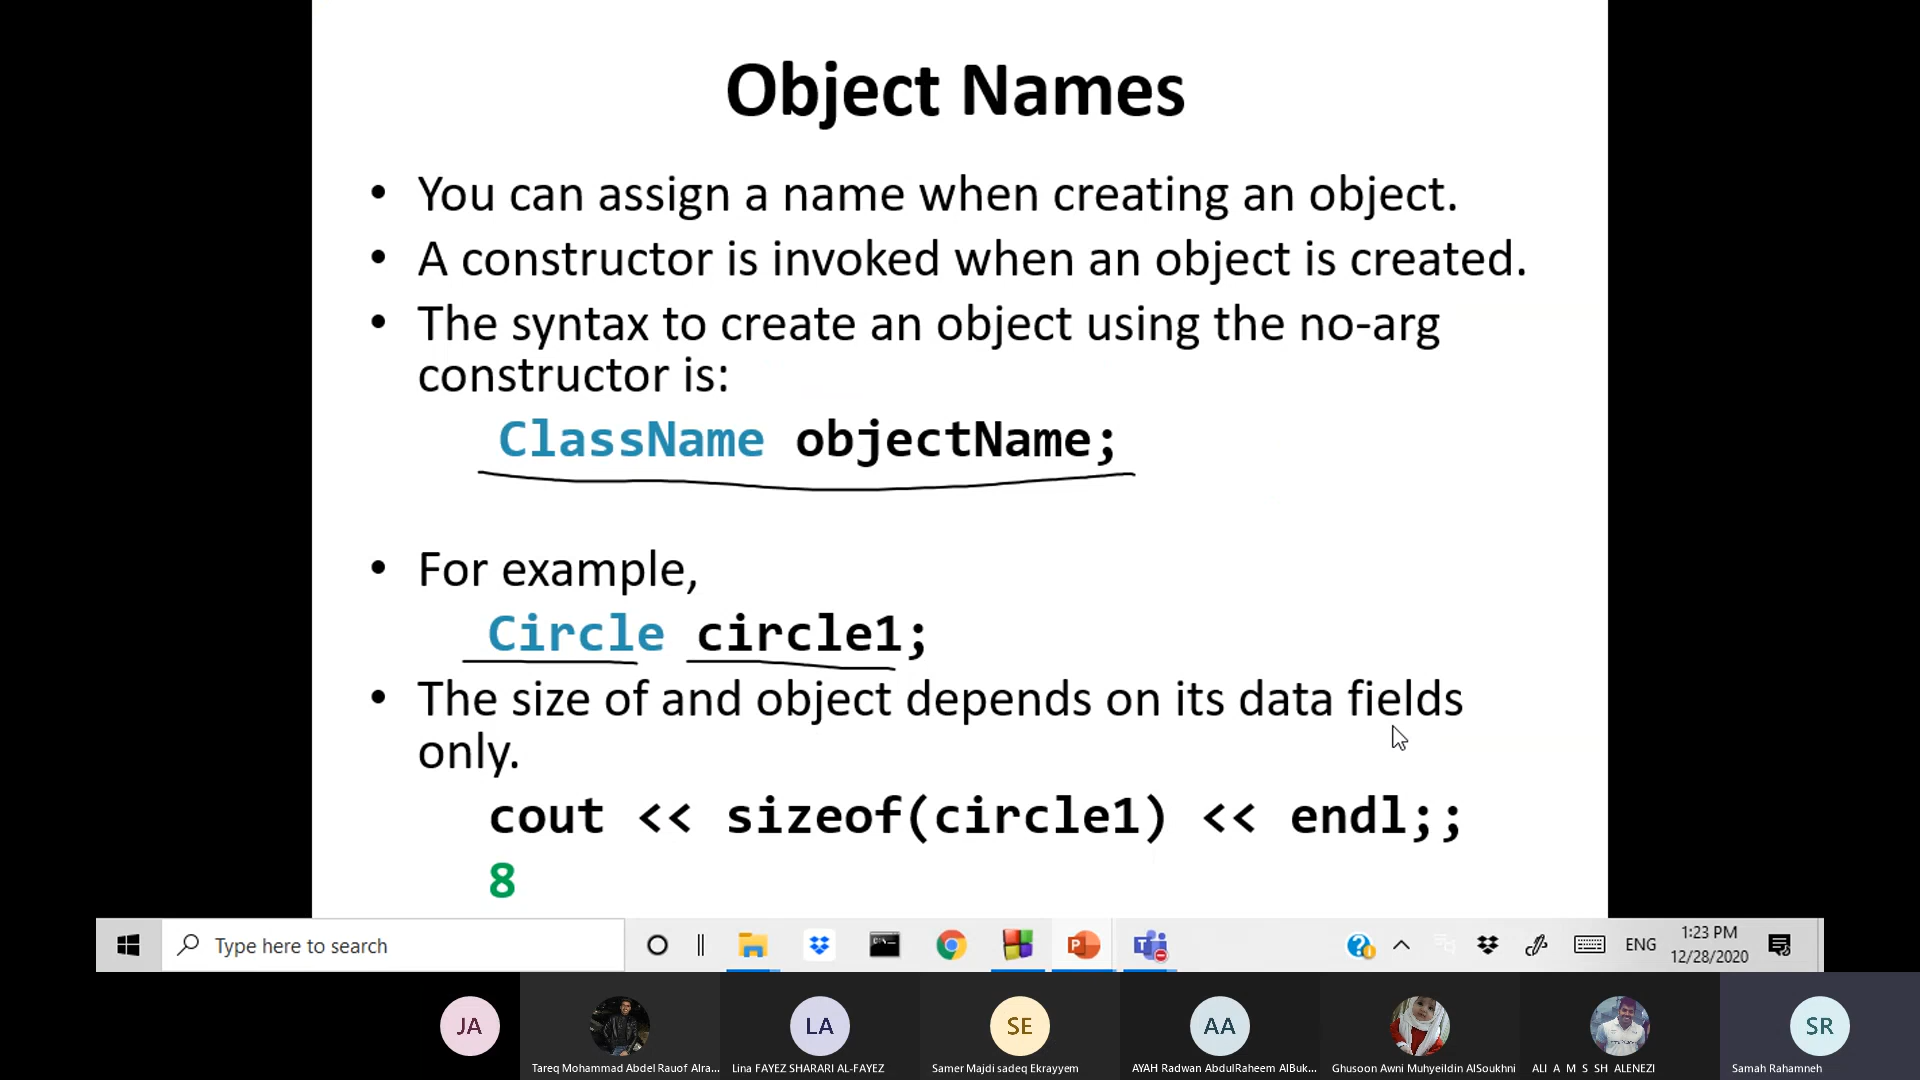 Object Names
• You can assign a name when creating an object.
• A constructor is invoked when an object is created.
• The syntax to create an object using the no-arg
constructor is:
ClassName objectName;
• For example,
Circle circle1;
• The size of and object depends on its data fields
only.
cout << sizeof(circle1) << endl;;
8
Type here to search
ENG
1:23 PM
12/28/2020
JA
LA
SE
AA
SR
Tareq Mohammad Abdel Raouf Alra...
Lina FAYEZ SHARARI AL-FAYEZ
Samer Majdi sadeq Ekrayyem
AYAH Radwan AbdulRaheem AlBuk...
Ghusoon Awni Muhyeildin AlSoukhni
ALI A M S SH ALENEZI
Samah Rahamneh